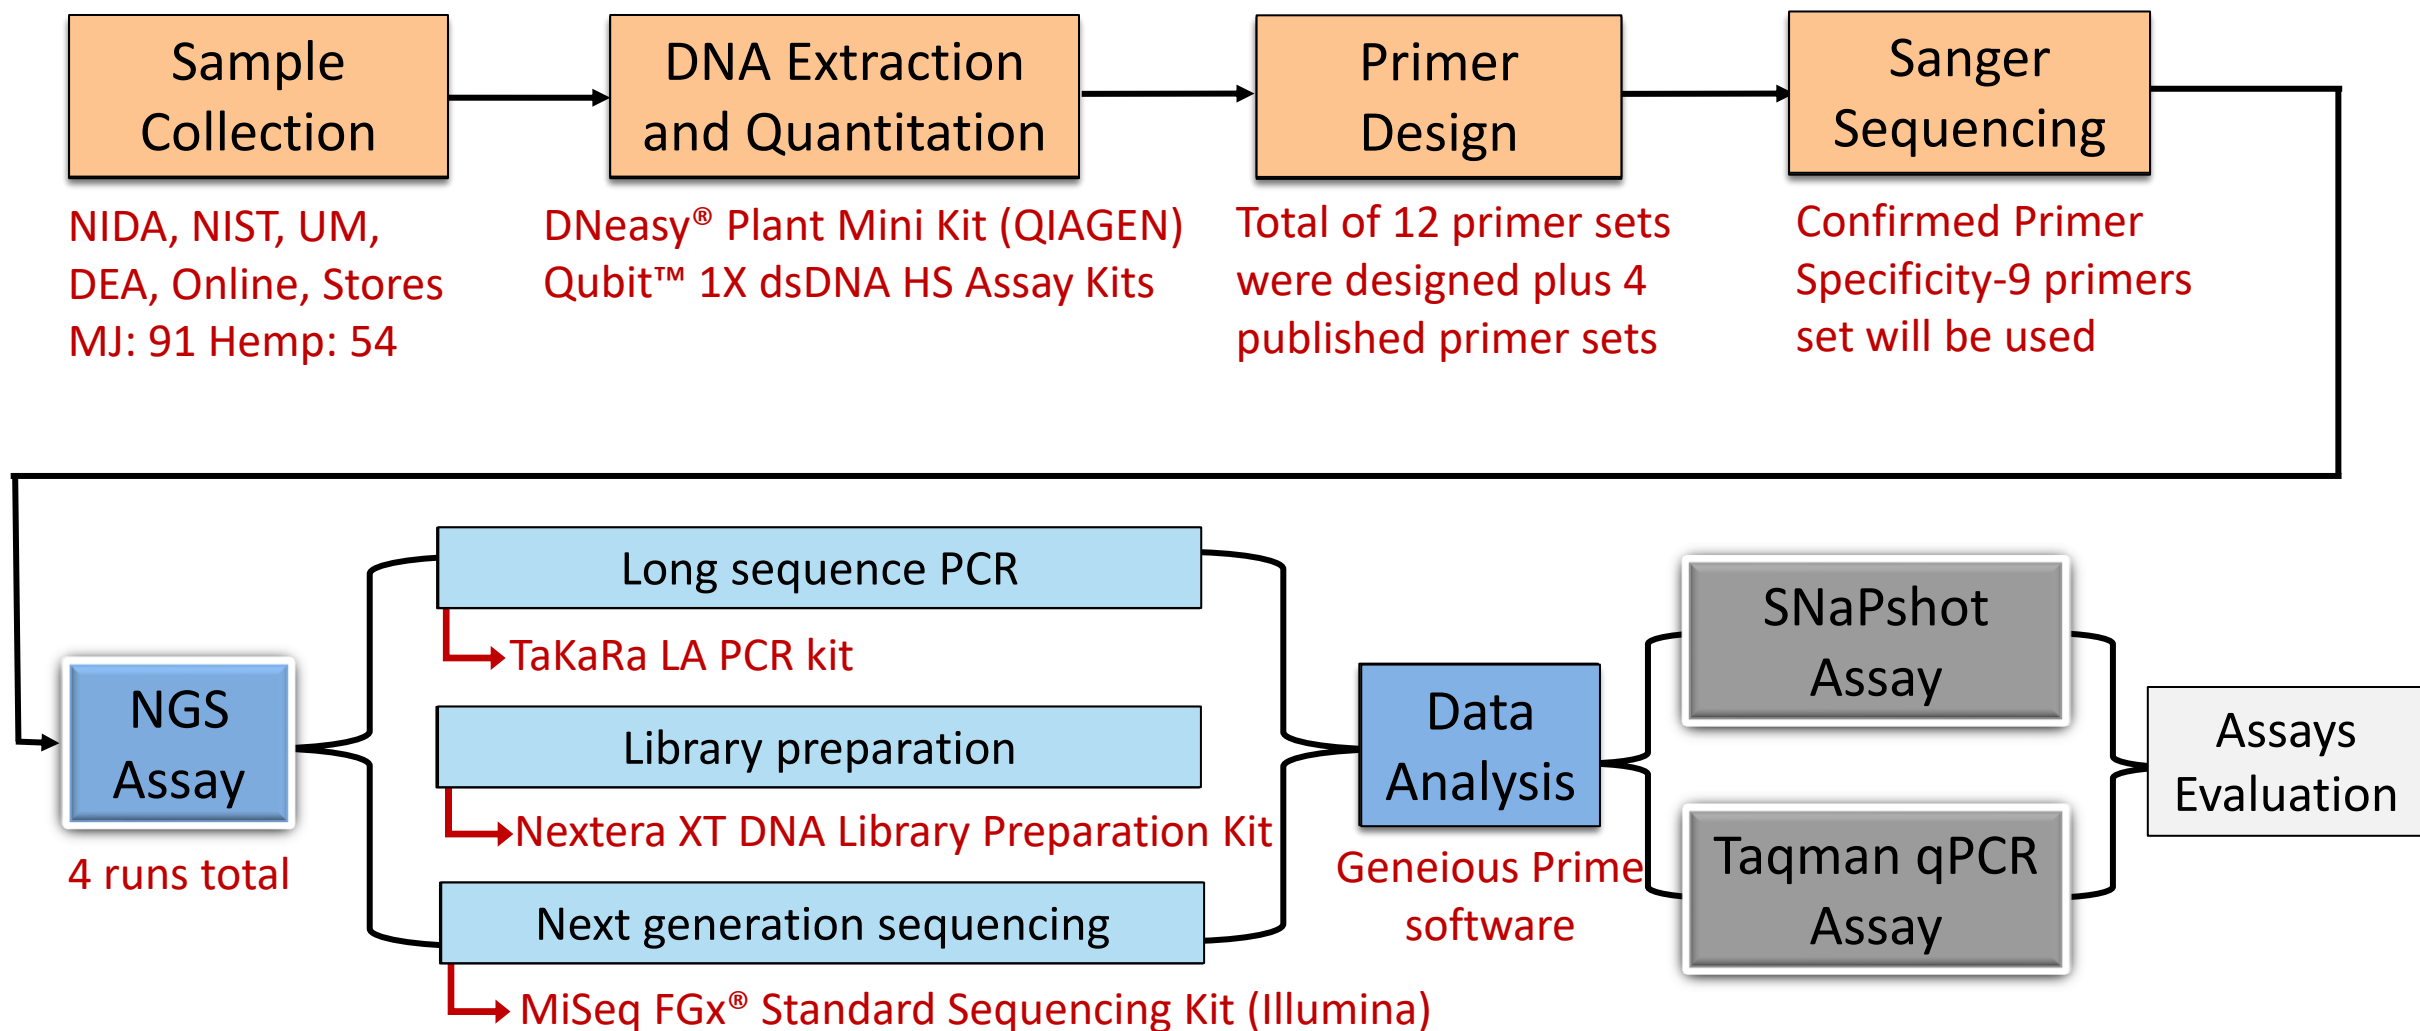 Sample
Collection
NIDA, NIST, UM,
DEA, Online, Stores
MJ: 91 Hemp: 54
DNA Extraction
and Quantitation
DNeasy® Plant Mini Kit (QIAGEN)
Qubit™ 1X dsDNA HS Assay Kits
Primer
Design
Total of 12 primer sets
were designed plus 4
published primer sets
Sanger
Sequencing
Confirmed Primer
Specificity-9 primers
set will be used
NGS
Assay
4 runs total
Long sequence PCR
TaKaRa LA PCR kit
Library preparation
Nextera XT DNA Library Preparation Kit
Next generation sequencing
MiSeq FGx® Standard Sequencing Kit (Illumina)
Data
Analysis
Geneious Prime
software
SNaPshot
Assay
Taqman qPCR
Assay
Assays
Evaluation